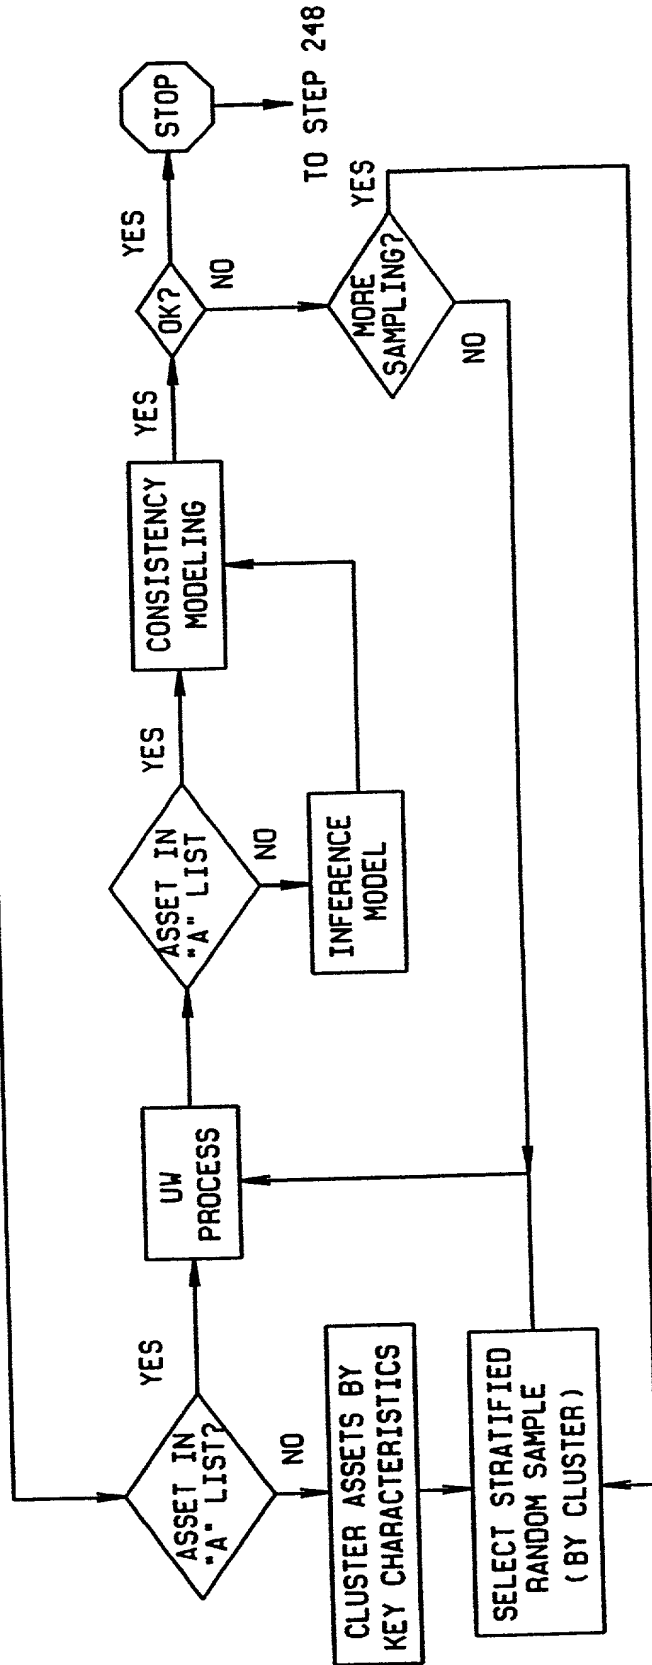 ASSET IN
"A" LIST?
YES
NO
CLUSTER ASSETS BY
KEY CHARACTERISTICS
SELECT STRATIFIED
RANDOM SAMPLE
(BY CLUSTER)
UW
PROCESS
ASSET IN
"A" LIST
YES
NO
INFERENCE
MODEL
CONSISTENCY
MODELING
YES
OK?
YES
NO
MORE
SAMPLING?
YES
NO
STOP
TO STEP 248